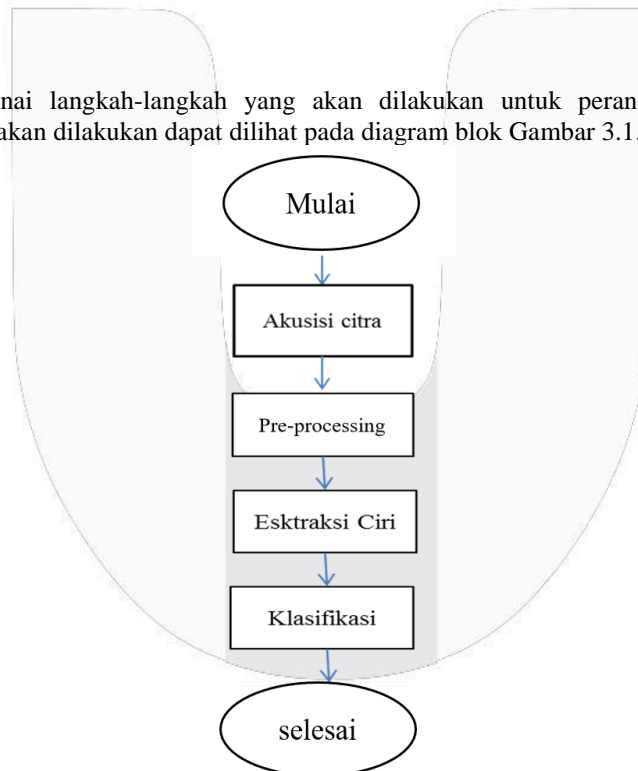 nai langkah-langkah yang akan dilakukan untuk peranc
akan dilakukan dapat dilihat pada diagram blok Gambar 3.1.
Mulai
Akusisi citra
Pre-processing
Esktraksi Ciri
Klasifikasi
selesai